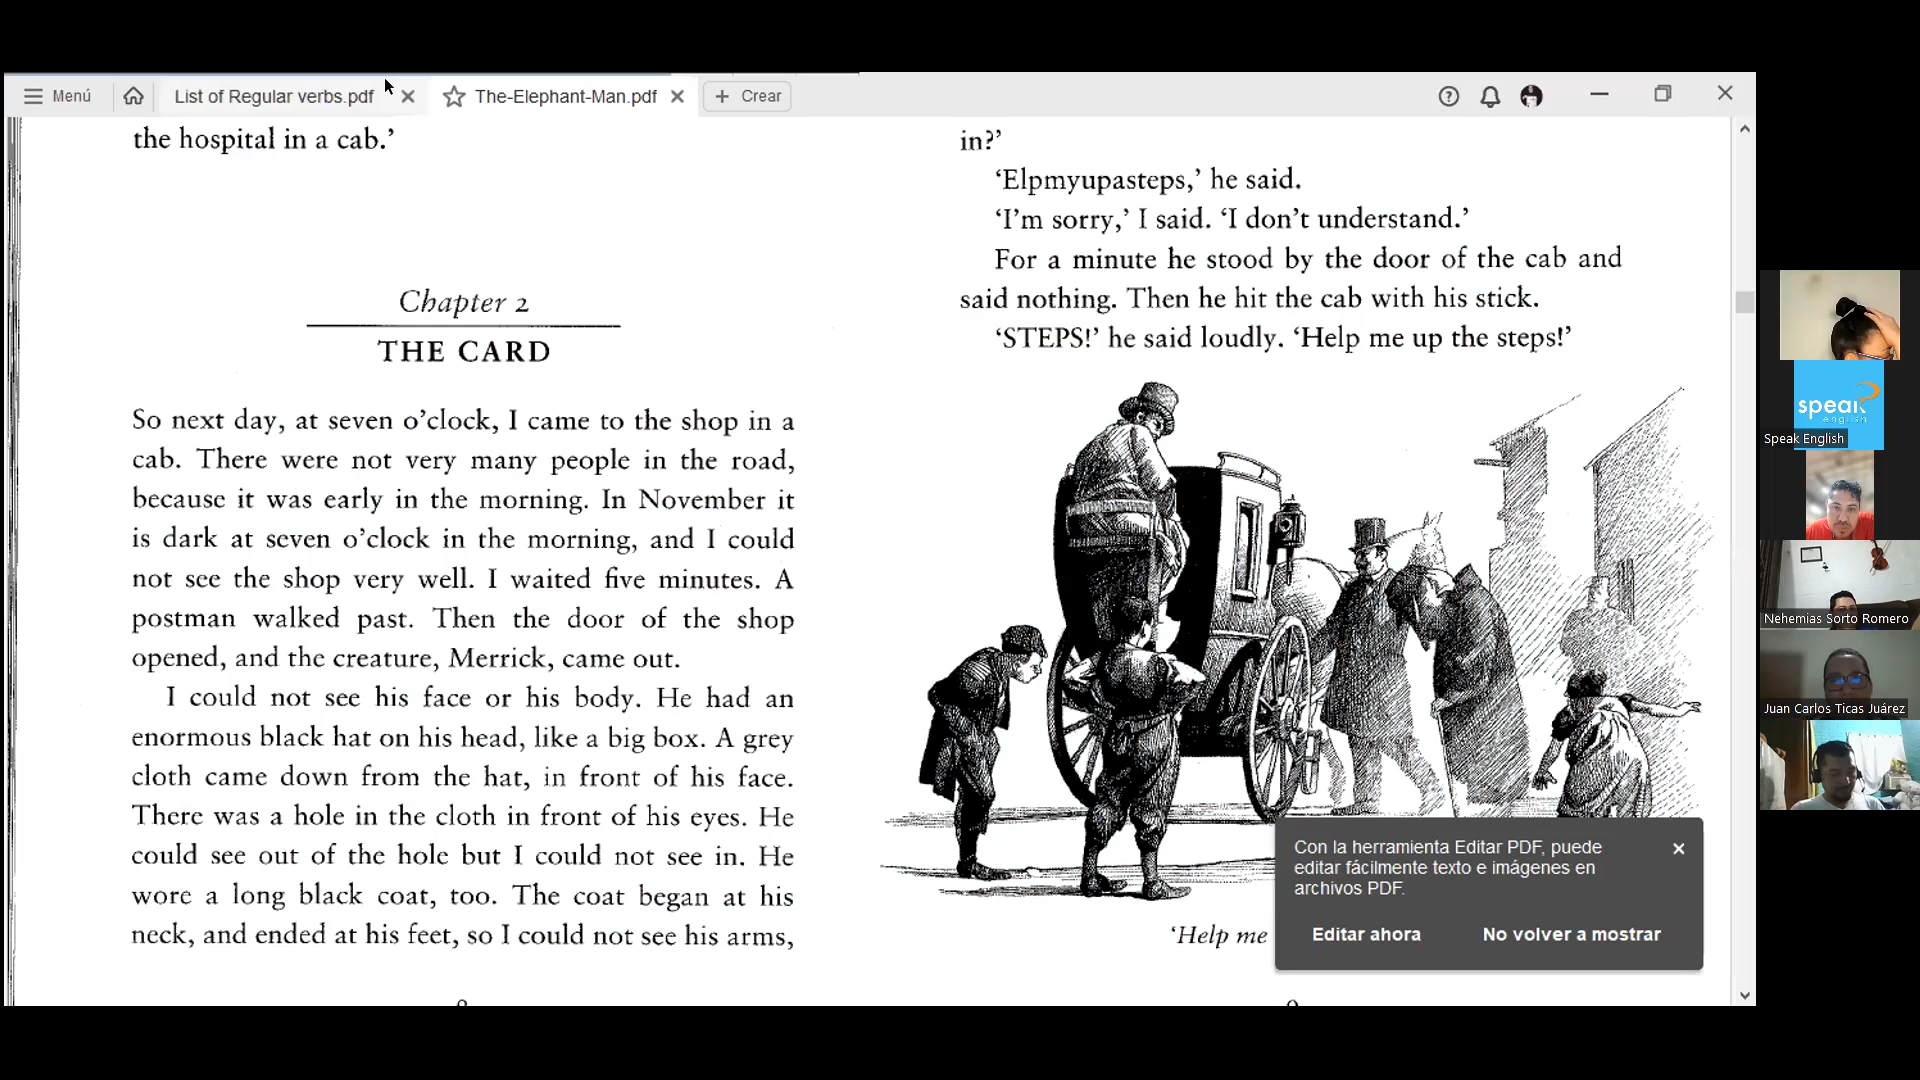 Menú
List of Regular verbs.pdf
The-Elephant-Man.pdf
Crear
the hospital in a cab.’
Chapter 2
THE CARD
So next day, at seven o’clock, I came to the shop in a
cab. There were not very many people in the road,
because it was early in the morning. In November it
is dark at seven o’clock in the morning, and I could
not see the shop very well. I waited five minutes. A
postman walked past. Then the door of the shop
opened, and the creature, Merrick, came out.
I could not see his face or his body. He had an
enormous black hat on his head, like a big box. A grey
cloth came down from the hat, in front of his face.
There was a hole in the cloth in front of his eyes. He
could see out of the hole but I could not see in. He
wore a long black coat, too. The coat began at his
neck, and ended at his feet, so I could not see his arms,
in?’
‘Elpmyupasteps,’ he said.
‘I’m sorry,’ I said. ‘I don’t understand.’
For a minute he stood by the door of the cab and
said nothing. Then he hit the cab with his stick.
‘STEPS!’ he said loudly. ‘Help me up the steps!’
‘Help me
Con la herramienta Editar PDF, puede
editar fácilmente texto e imágenes en
archivos PDF.
Editar ahora
No volver a mostrar
speak
english
Speak English
Nehemias Sorto Romero
Juan Carlos Ticas Juárez